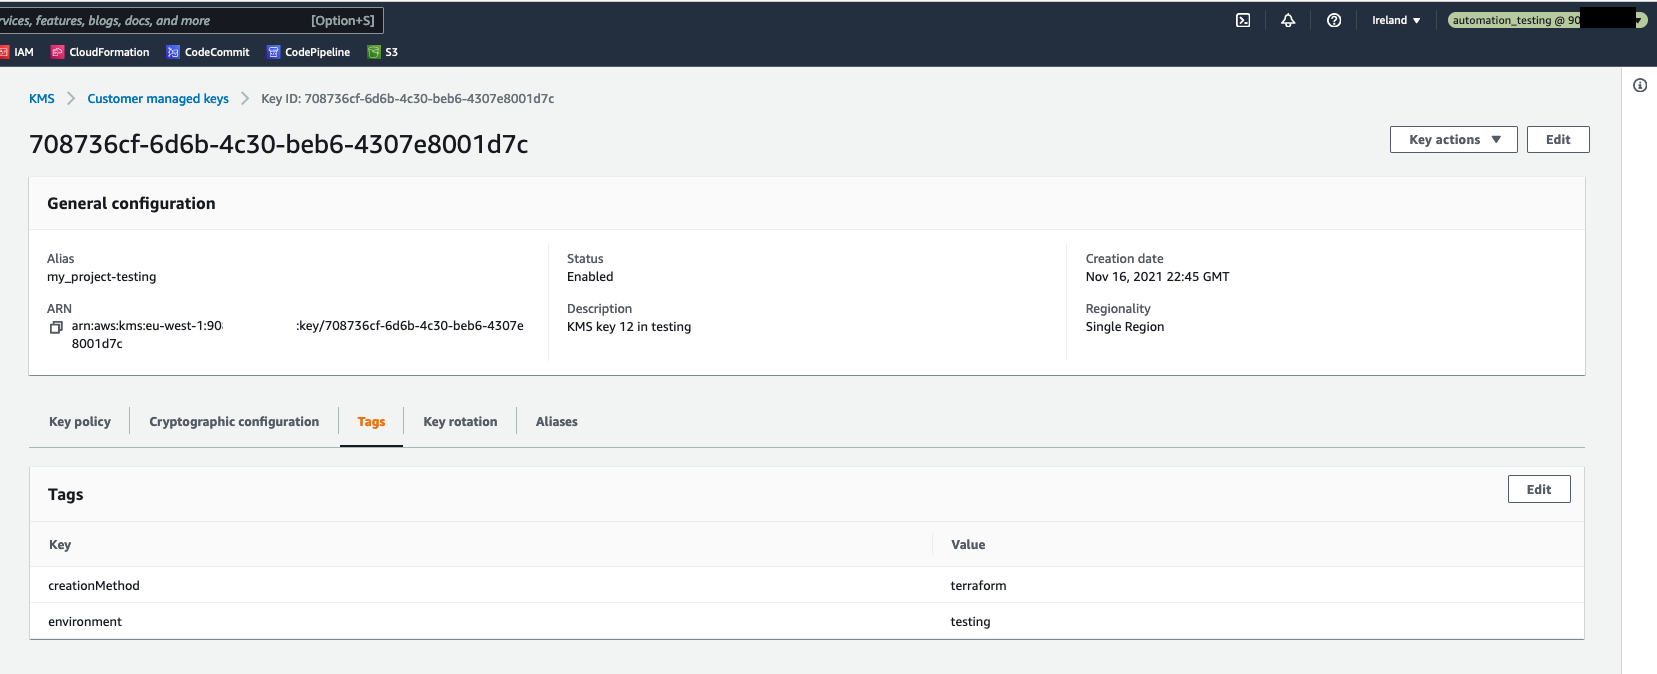 services, features, blogs, docs, and more [Option+S] Ireland automation_testing @ 90
IAM CloudFormation CodeCommit CodePipeline S3
KMS Customer managed keys Key ID: 708736cf-6d6b-4c30-beb6-4307e8001d7c
708736cf-6d6b-4c30-beb6-4307e8001d7c Key actions Edit
General configuration
Alias Status Creation date
my_project-testing Enabled Nov 16, 2021 22:45 GMT
ARN Description Regionality
arn:aws:kms:eu-west-1:90 :key/708736cf-6d6b-4c30-beb6-4307e KMS key 12 in testing Single Region
8001d7c
Key policy Cryptographic configuration Tags Key rotation Aliases
Tags Edit
Key Value
creationMethod terraform
environment testing